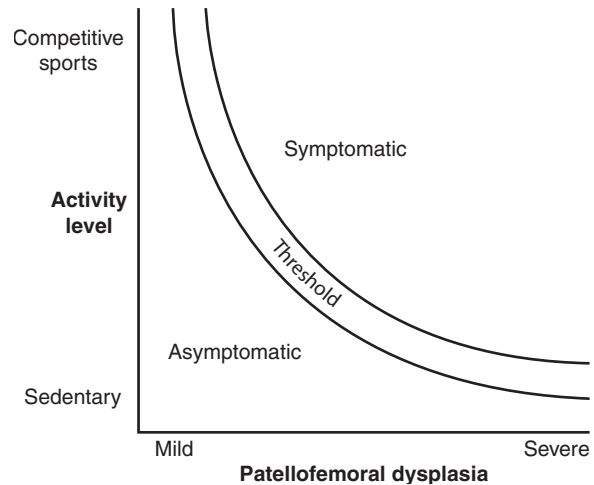 Competitive
sports
Symptomatic
Activity
level
Threshold
Asymptomatic
Sedentary
Mild
Severe
Patellofemoral dysplasia